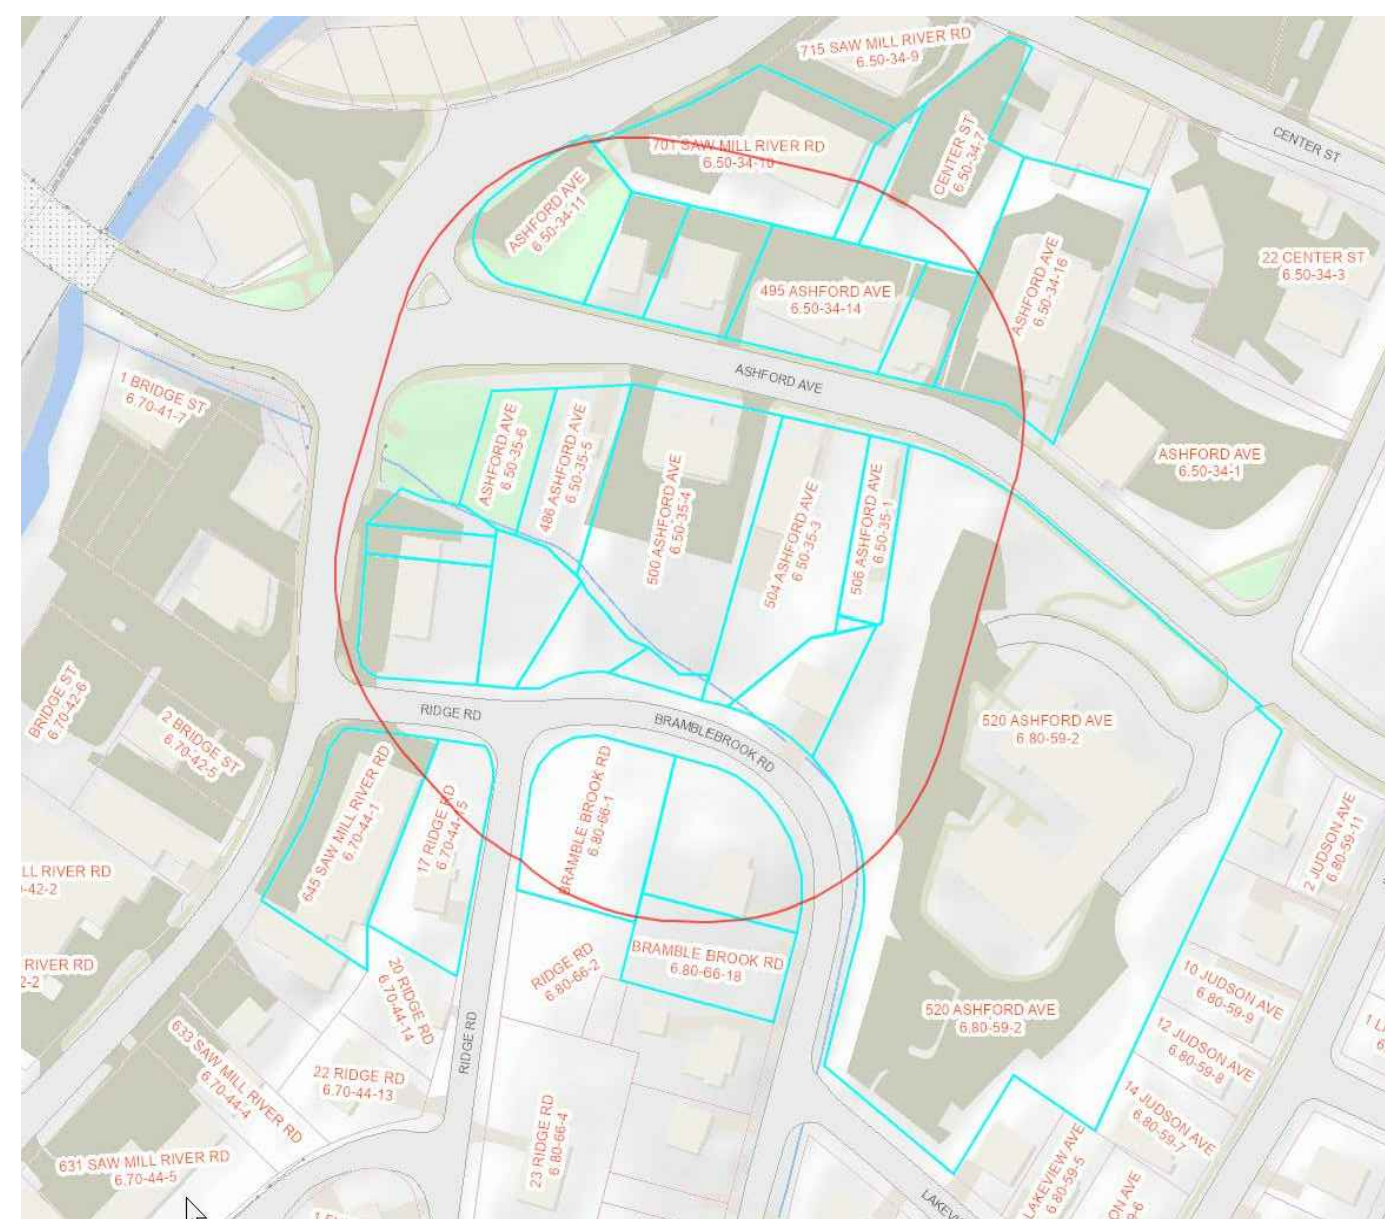 715 SAW MILL RIVER RD
6.50-34-9
CENTER ST
701 SAW MILL RIVER RD
6.50-34-10
CENTER ST
6.50-34-7
ASHFORD AVE
6.50-34-11
22 CENTER ST
6.50-34-3
ASHFORD AVE
6.50-34-16
495 ASHFORD AVE
6.50-34-14
ASHFORD AVE
1 BRIDGE ST
6.70-41-7
ASHFORD AVE
6.50-35-6
486 ASHFORD AVE
6.50-35-5
500 ASHFORD AVE
6.50-35-4
504 ASHFORD AVE
6.50-35-3
506 ASHFORD AVE
6.50-35-1
ASHFORD AVE
6.50-34-1
BRIDGE ST
6.70-42-6
2 BRIDGE ST
6.70-42-5
RIDGE RD
BRAMBLEBROOK RD
520 ASHFORD AVE
6.80-59-2
645 SAW MILL RIVER RD
6.70-44-1
17 RIDGE RD
6.70-44-15
BRAMBLE BROOK RD
6.80-66-1
2 JUDSON AVE
6.80-59-11
LL RIVER RD
-42-2
RIVER RD
2-2
20 RIDGE RD
6.70-44-14
RIDGE RD
6.80-66-2
BRAMBLE BROOK RD
6.80-66-18
10 JUDSON AVE
6.80-59-9
520 ASHFORD AVE
6.80-59-2
12 JUDSON AVE
6.80-59-8
633 SAW MILL RIVER RD
6.70-44-4
22 RIDGE RD
6.70-44-13
RIDGE RD
14 JUDSON AVE
6.80-59-7
23 RIDGE RD
6.80-66-4
631 SAW MILL RIVER RD
6.70-44-5
LAKEVIEW AVE
6.80-59-5
ON AVE
9-6
LAKEV